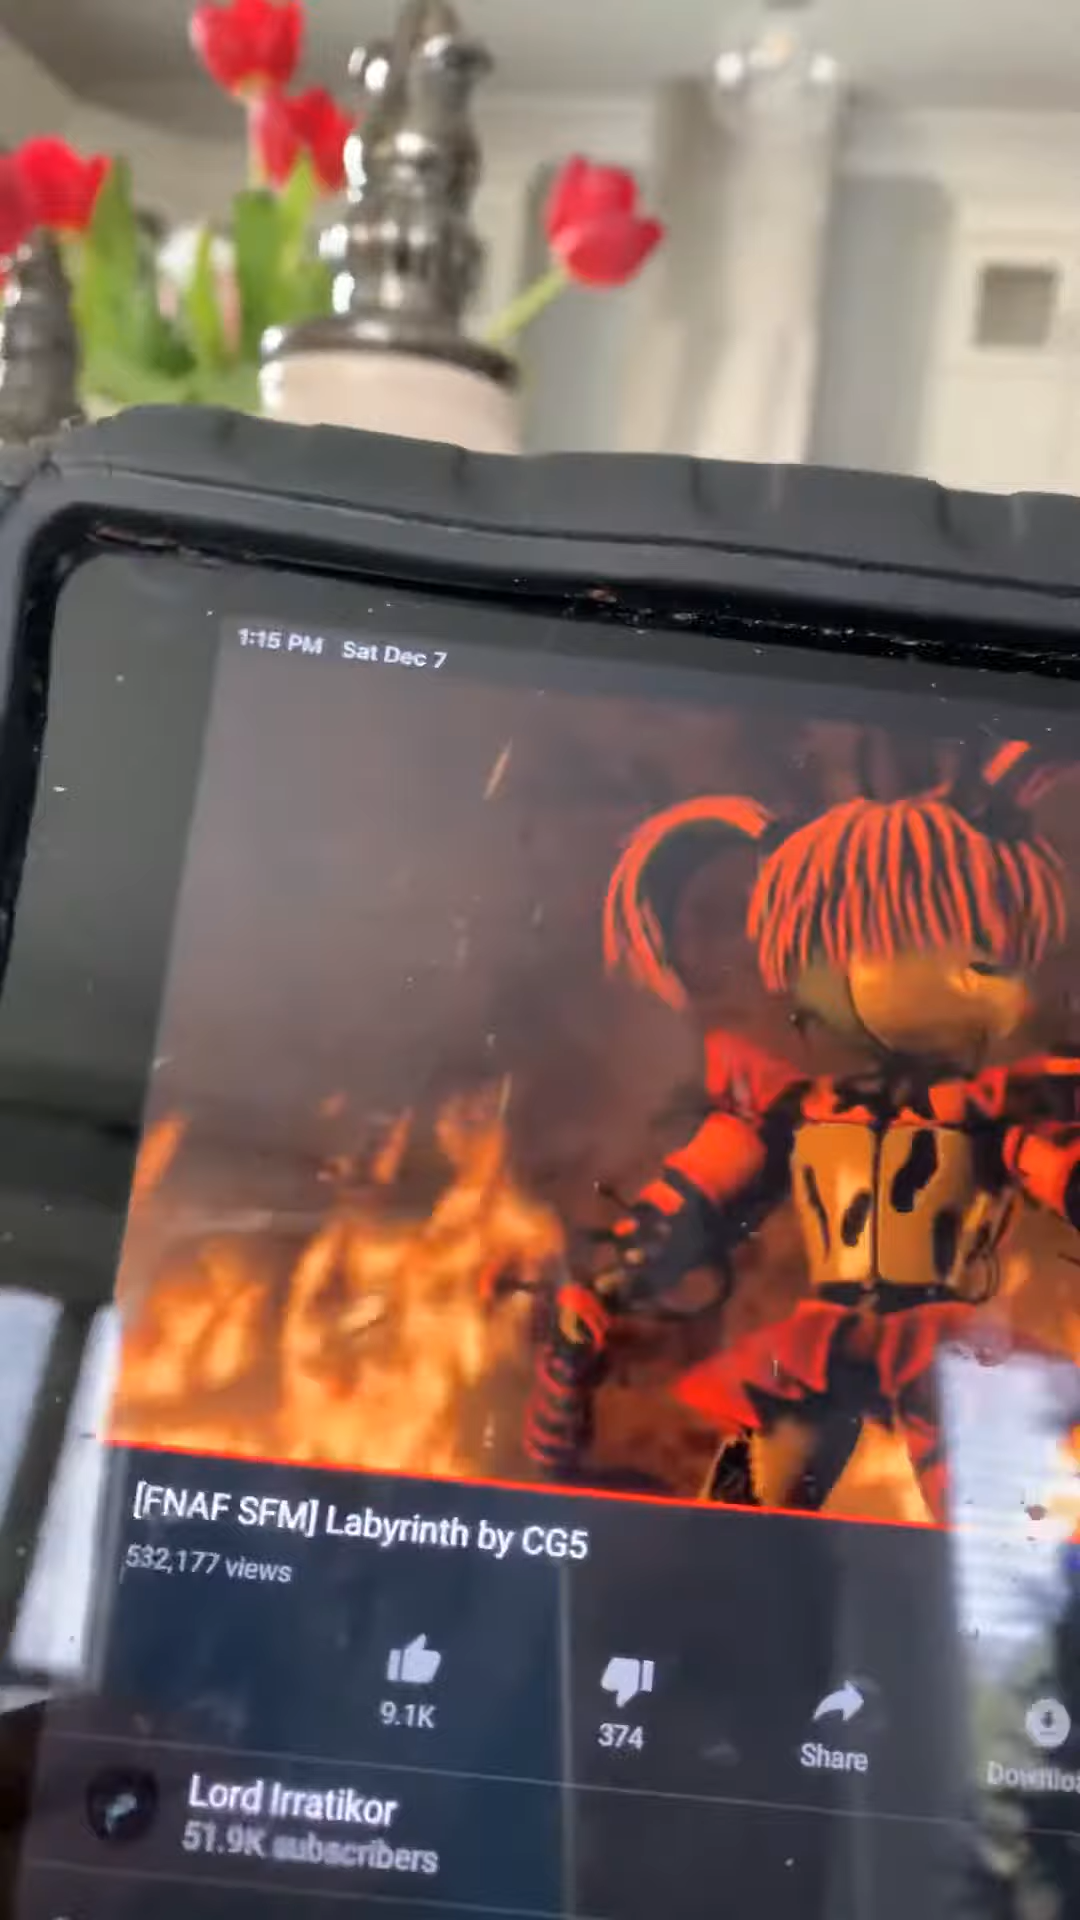 1:15 PM Sat Dec 7
[FNAF SFM] Labyrinth by CG5
532,177 views
9.1K
374
Share
Downloa
Lord Irratikor
51.9K subscribers